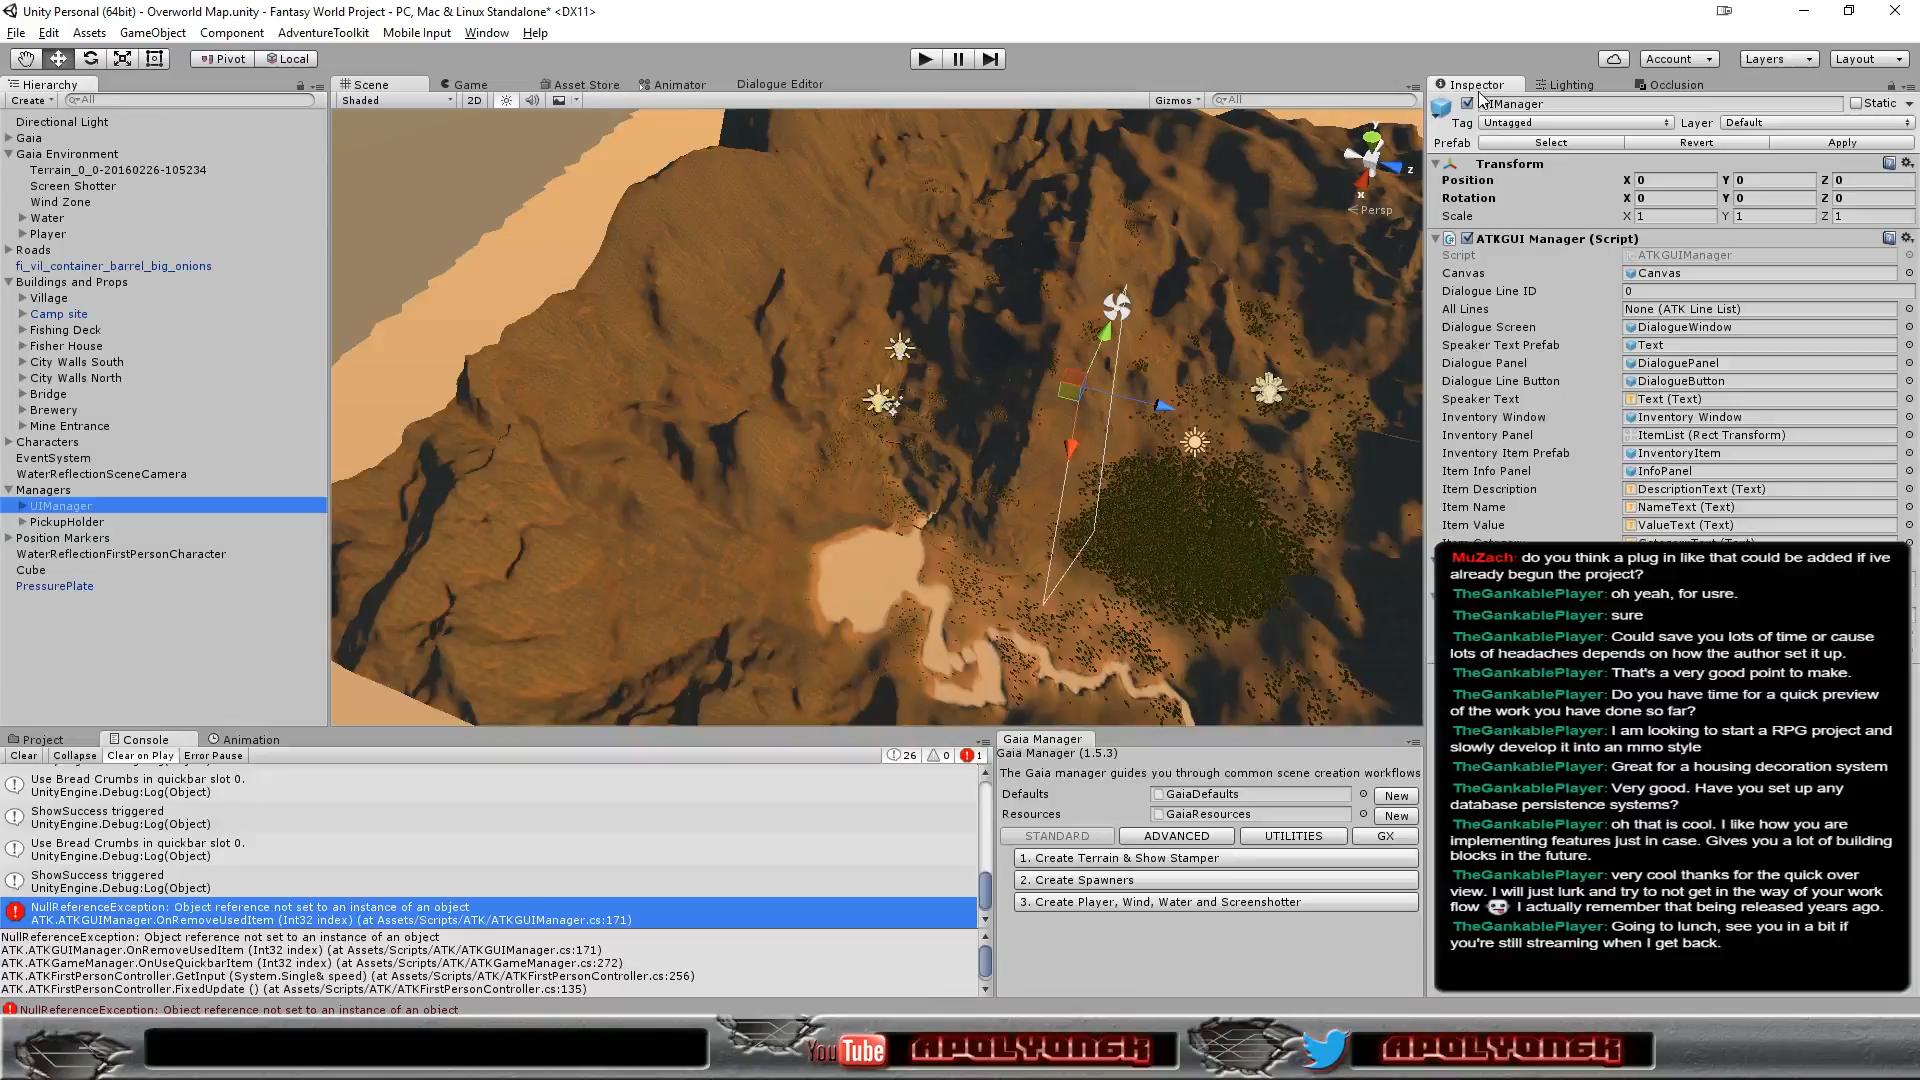 Unity Personal (64bit) - Overworld Map.unity - Fantasy World Project - PC, Mac & Linux Standalone* <DX11>
File Edit Assets GameObject Component AdventureToolkit Mobile Input Window Help
Pivot Local Account Layers Layout
Hierarchy
Create All
Directional Light
Gaia
Gaia Environment
Terrain_0_0-20160226-105234
Screen Shotter
Wind Zone
Water
Player
Roads
fi_vil_container_barrel_big_onions
Buildings and Props
Village
Camp site
Fishing Deck
Fisher House
City Walls South
City Walls North
Bridge
Brewery
Mine Entrance
Characters
EventSystem
WaterReflectionSceneCamera
Managers
UIManager
PickupHolder
Position Markers
WaterReflectionFirstPersonCharacter
Cube
PressurePlate
Scene Game Asset Store Animator Dialogue Editor
Shaded 2D Gizmos All
y
z
x
Persp
Inspector Lighting Occlusion
IManager Static
Tag Untagged Layer Default
Prefab Select Revert Apply
Transform
Position X 0 Y 0 Z 0
Rotation X 0 Y 0 Z 0
Scale X 1 Y 1 Z 1
ATKGUI Manager (Script)
Script ATKGUIManager
Canvas Canvas
Dialogue Line ID 0
All Lines None (ATK Line List)
Dialogue Screen DialogueWindow
Speaker Text Prefab Text
Dialogue Panel DialoguePanel
Dialogue Line Button DialogueButton
Speaker Text Text (Text)
Inventory Window Inventory Window
Inventory Panel ItemList (Rect Transform)
Inventory Item Prefab InventoryItem
Item Info Panel InfoPanel
Item Description DescriptionText (Text)
Item Name NameText (Text)
Item Value ValueText (Text)
MuZach: do you think a plug in like that could be added if ive
already begun the project?
TheGankablePlayer: oh yeah, for usre.
TheGankablePlayer: sure
TheGankablePlayer: Could save you lots of time or cause
lots of headaches depends on how the author set it up.
TheGankablePlayer: That's a very good point to make.
TheGankablePlayer: Do you have time for a quick preview
of the work you have done so far?
TheGankablePlayer: I am looking to start a RPG project and
slowly develop it into an mmo style
TheGankablePlayer: Great for a housing decoration system
TheGankablePlayer: Very good. Have you set up any
database persistence systems?
TheGankablePlayer: oh that is cool. I like how you are
implementing features just in case. Gives you a lot of building
blocks in the future.
TheGankablePlayer: very cool thanks for the quick over
view. I will just lurk and try to not get in the way of your work
flow I actually remember that being released years ago.
TheGankablePlayer: Going to lunch, see you in a bit if
you're still streaming when I get back.
Project Console Animation
Clear Collapse Clear on Play Error Pause 26 0 1
Use Bread Crumbs in quickbar slot 0.
UnityEngine.Debug:Log(Object)
ShowSuccess triggered
UnityEngine.Debug:Log(Object)
Use Bread Crumbs in quickbar slot 0.
UnityEngine.Debug:Log(Object)
ShowSuccess triggered
UnityEngine.Debug:Log(Object)
NullReferenceException: Object reference not set to an instance of an object
ATK.ATKGUIManager.OnRemoveUsedItem (Int32 index) (at Assets/Scripts/ATK/ATKGUIManager.cs:171)
NullReferenceException: Object reference not set to an instance of an object
ATK.ATKGUIManager.OnRemoveUsedItem (Int32 index) (at Assets/Scripts/ATK/ATKGUIManager.cs:171)
ATK.ATKGameManager.OnUseQuickbarItem (Int32 index) (at Assets/Scripts/ATK/ATKGameManager.cs:272)
ATK.ATKFirstPersonController.GetInput (System.Single& speed) (at Assets/Scripts/ATK/ATKFirstPersonController.cs:256)
ATK.ATKFirstPersonController.FixedUpdate () (at Assets/Scripts/ATK/ATKFirstPersonController.cs:135)
NullReferenceException: Object reference not set to an instance of an object
Gaia Manager
Gaia Manager (1.5.3)
The Gaia manager guides you through common scene creation workflows
Defaults GaiaDefaults New
Resources GaiaResources New
STANDARD ADVANCED UTILITIES GX
1. Create Terrain & Show Stamper
2. Create Spawners
3. Create Player, Wind, Water and Screenshotter
YouTube APOLYON6K APOLYON6K